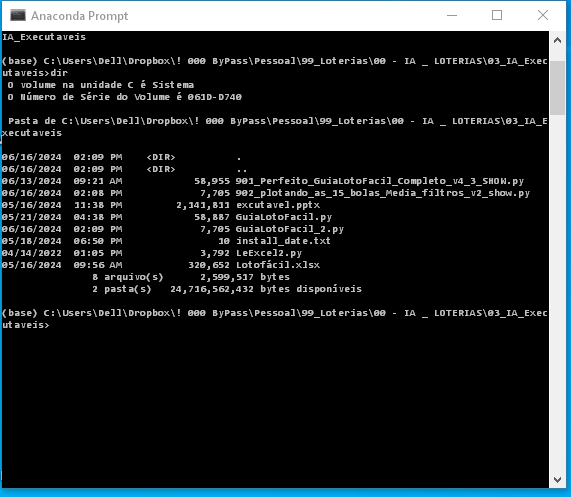 Anaconda Prompt
IA_Executaveis
(base) C:\Users\Dell\Dropbox\! 000 ByPass\Pessoal\99_Loterias\00 - IA _ LOTERIAS\03_IA_Exec
utaveis>dir
 O volume na unidade C é Sistema
 O Número de Série do Volume é 061D-D740
 Pasta de C:\Users\Dell\Dropbox\! 000 ByPass\Pessoal\99_Loterias\00 - IA _ LOTERIAS\03_IA_E
xecutaveis
06/16/2024  02:09 PM    <DIR>          .
06/16/2024  02:09 PM    <DIR>          ..
06/13/2024  09:21 AM            58,955 901_Perfeito_GuiaLotoFacil_Completo_v4_3_SHOW.py
06/16/2024  02:08 PM             7,705 902_plotando_as_15_bolas_Media_filtros_v2_show.py
05/16/2024  11:38 PM         2,141,811 excutavel.pptx
05/21/2024  04:38 PM            58,887 GuiaLotoFacil.py
06/16/2024  02:09 PM             7,705 GuiaLotoFacil_2.py
05/18/2024  06:50 PM                10 install_date.txt
04/14/2022  01:05 PM             3,792 LeExcel2.py
05/16/2024  09:56 AM           320,652 Lotofácil.xlsx
               8 arquivo(s)      2,599,517 bytes
               2 pasta(s)   24,716,562,432 bytes disponíveis
(base) C:\Users\Dell\Dropbox\! 000 ByPass\Pessoal\99_Loterias\00 - IA _ LOTERIAS\03_IA_Exec
utaveis>